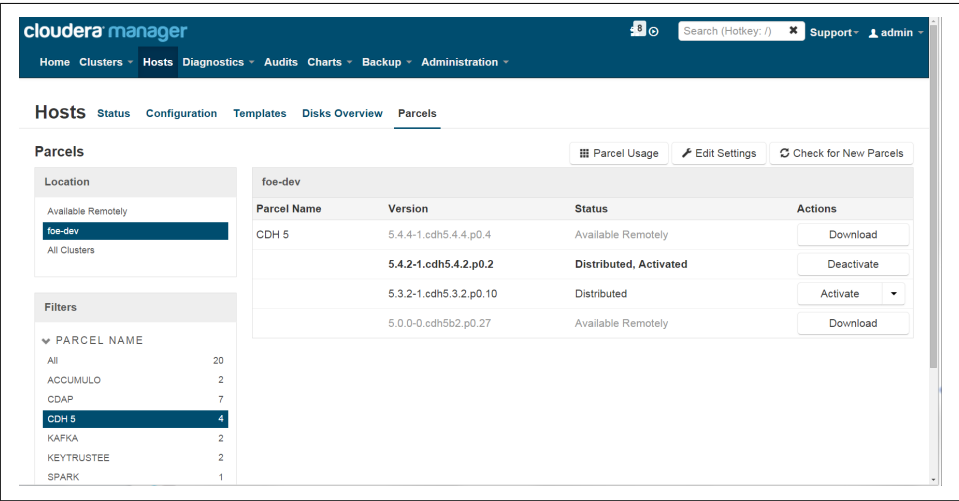 cloudera manager
8
Search (Hotkey: /)
Support
admin
Home Clusters Hosts Diagnostics Audits Charts Backup Administration
Hosts Status Configuration Templates Disks Overview Parcels
Parcels
Parcel Usage
Edit Settings
Check for New Parcels
Location
Available Remotely
foe-dev
All Clusters
Filters
PARCEL NAME
All 20
ACCUMULO 2
CDAP 7
CDH 5 4
KAFKA 2
KEYTRUSTEE 2
SPARK 1
foe-dev
Parcel Name Version Status Actions
CDH 5 5.4.4-1.cdh5.4.4.p0.4 Available Remotely Download
5.4.2-1.cdh5.4.2.p0.2 Distributed, Activated Deactivate
5.3.2-1.cdh5.3.2.p0.10 Distributed Activate
5.0.0-0.cdh5b2.p0.27 Available Remotely Download